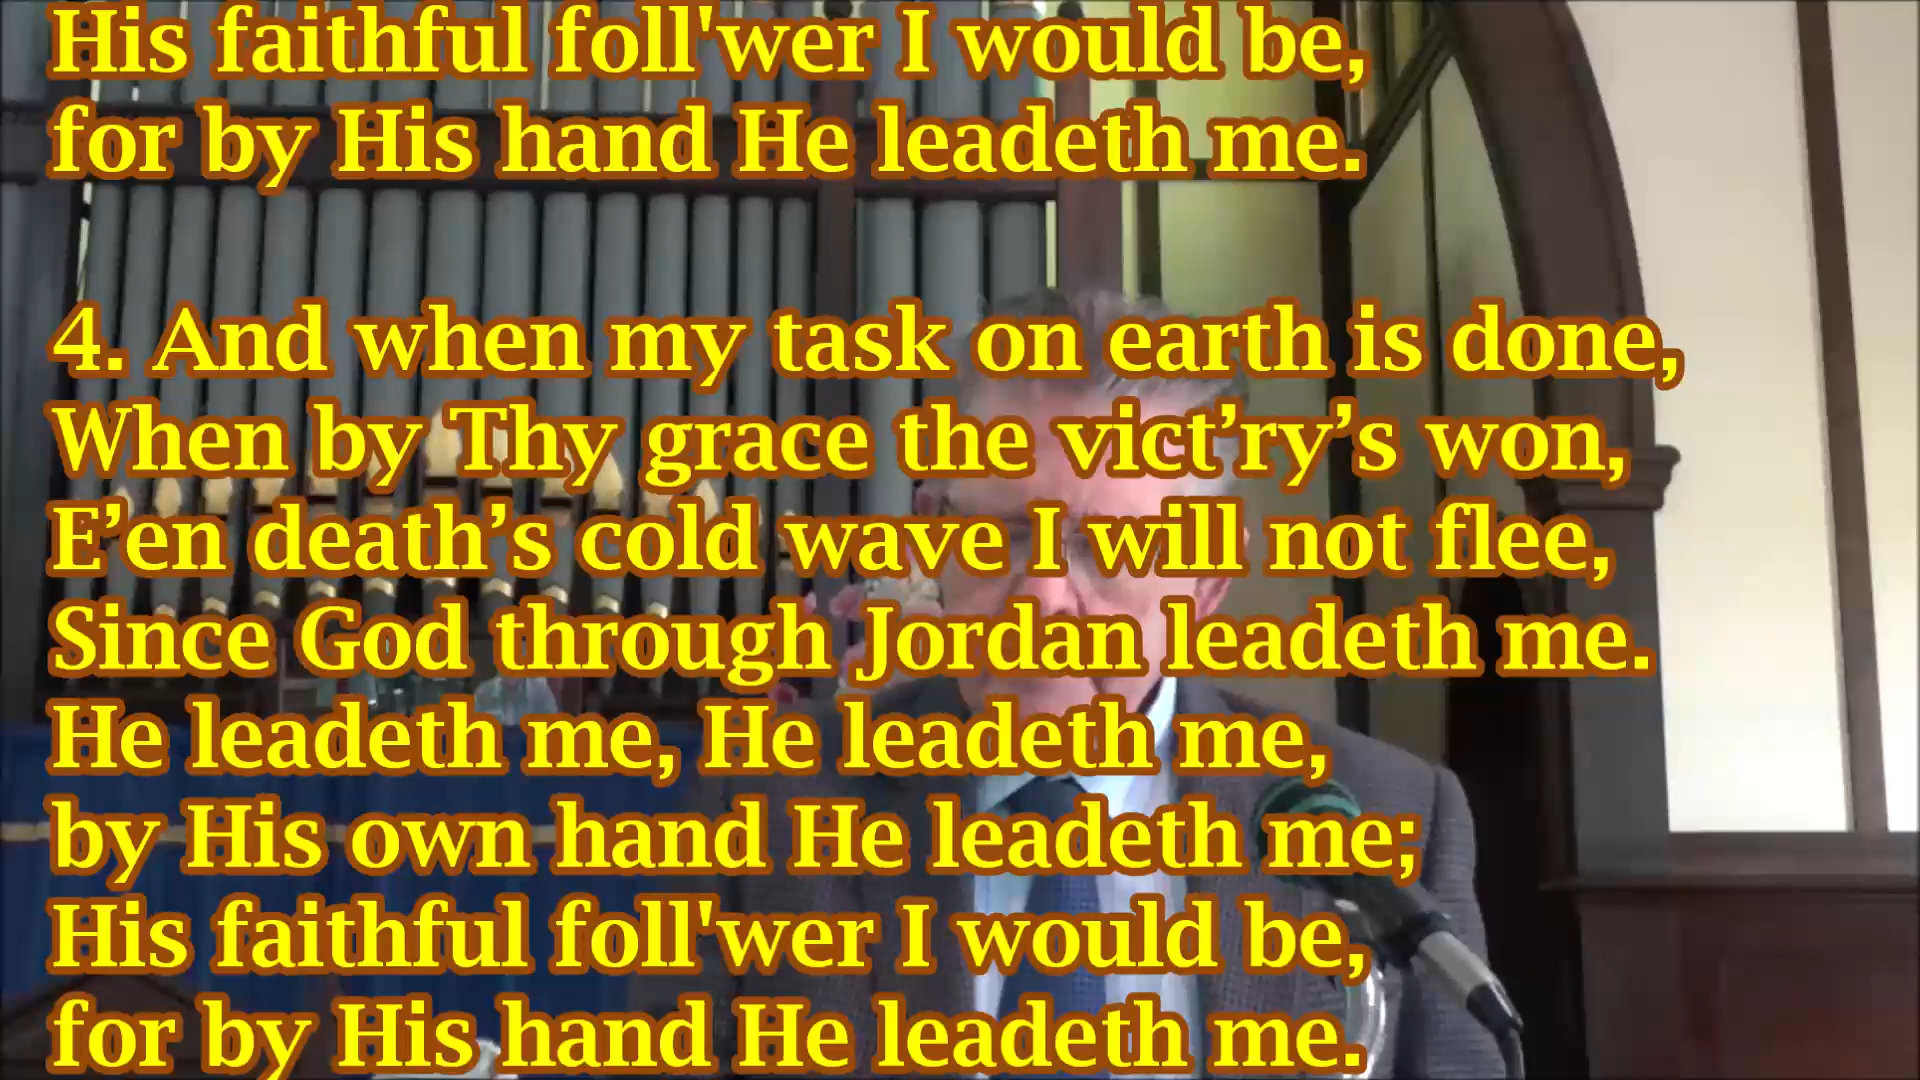 His faithful foll'wer I would be,
for by His hand He leadeth me.
4. And when my task on earth is done,
When by Thy grace the vict’ry’s won,
E’en death’s cold wave I will not flee,
Since God through Jordan leadeth me.
He leadeth me, He leadeth me,
by His own hand He leadeth me;
His faithful foll'wer I would be,
for by His hand He leadeth me.